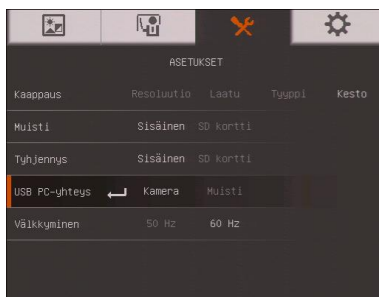 ASETUKSET
Kaappaus Resoluutio Laatu Tyyppi Kesto
Muisti Sisäinen SD kortti
Tyhjennys Sisäinen SD kortti
USB PC-yhteys Kamera Muisti
Välkkyminen 50 Hz 60 Hz